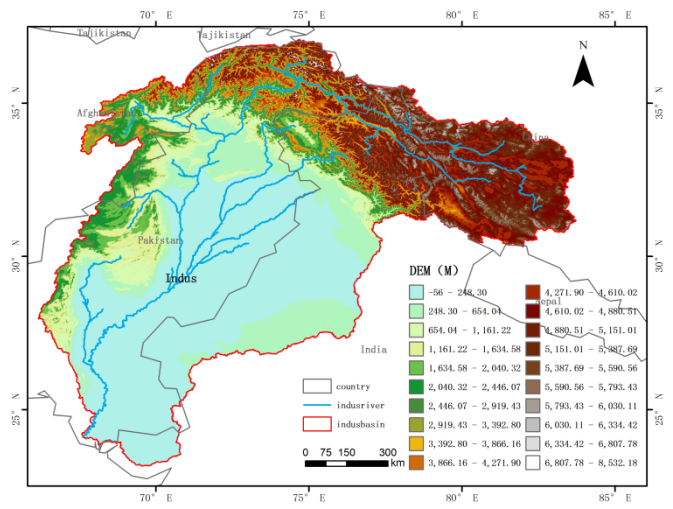 70° E 75° E 80° E 85° E
Tajikistan
Tajikistan
N
35° N
35° N
Pakistan
Indus
30° N
30° N
DEM (M)
-56 - 248.30
248.30 - 654.04
654.04 - 1,161.22
1,161.22 - 1,634.58
1,634.58 - 2,040.32
2,040.32 - 2,446.07
2,446.07 - 2,919.43
2,919.43 - 3,392.80
3,392.80 - 3,866.16
3,866.16 - 4,271.90
4,271.90 - 4,610.02
4,610.02 - 4,880.51
4,880.51 - 5,151.01
5,151.01 - 5,387.69
5,387.69 - 5,590.56
5,590.56 - 5,793.43
5,793.43 - 6,030.11
6,030.11 - 6,334.42
6,334.42 - 6,807.78
6,807.78 - 8,532.18
Nepal
India
country
indusriver
indusbasin
0 75 150 300
km
25° N
25° N
70° E 75° E 80° E 85° E